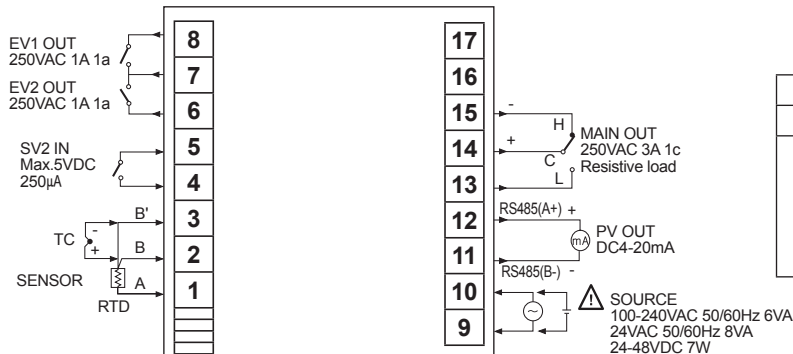 EV1 OUT
250VAC 1A 1a
EV2 OUT
250VAC 1A 1a
SV2 IN
Max.5VDC
250µA
TC
-
+
SENSOR
RTD
B'
B
A
8
7
6
5
4
3
2
1
17
16
15
14
13
12
11
10
9
-
+
H
C
L
MAIN OUT
250VAC 3A 1c
Resistive load
RS485(A+) +
mA
PV OUT
DC4-20mA
RS485(B-) -
SOURCE
100-240VAC 50/60Hz 6VA
24VAC 50/60Hz 8VA
24-48VDC 7W